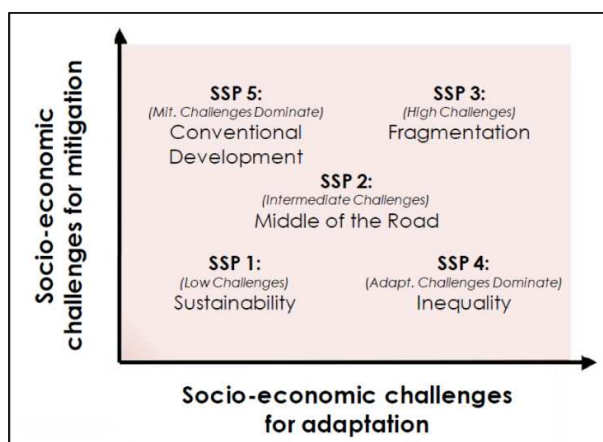 Socio-economic
challenges for mitigation
SSP 5:
(Mit. Challenges Dominate)
Conventional
Development
SSP 3:
(High Challenges)
Fragmentation
SSP 2:
(Intermediate Challenges)
Middle of the Road
SSP 1:
(Low Challenges)
Sustainability
SSP 4:
(Adapt. Challenges Dominate)
Inequality
Socio-economic challenges
for adaptation